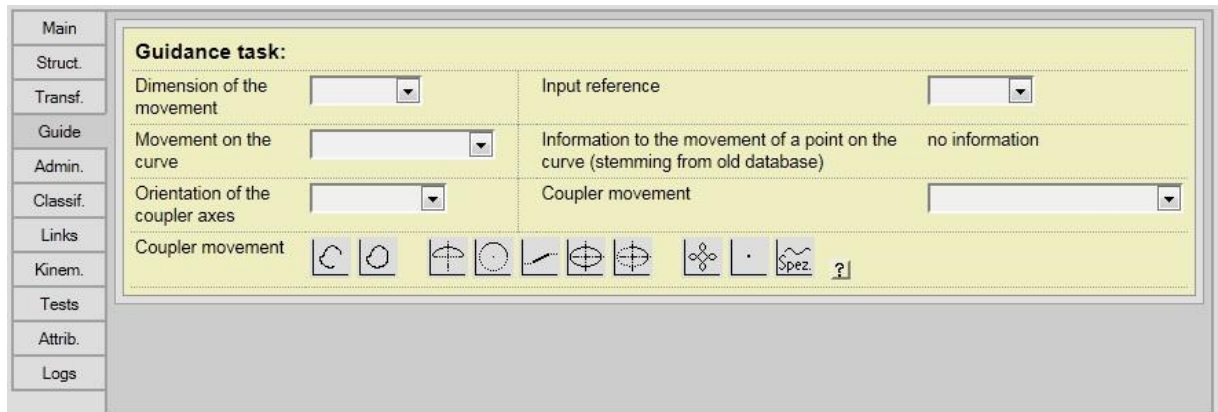 Main
Struct.
Transf.
Guide
Admin.
Classif.
Links
Kinem.
Tests
Attrib.
Logs
Guidance task:
Dimension of the
movement
Input reference
Movement on the
curve
Information to the movement of a point on the
curve (stemming from old database)
no information
Orientation of the
coupler axes
Coupler movement
Coupler movement
Spez.
?